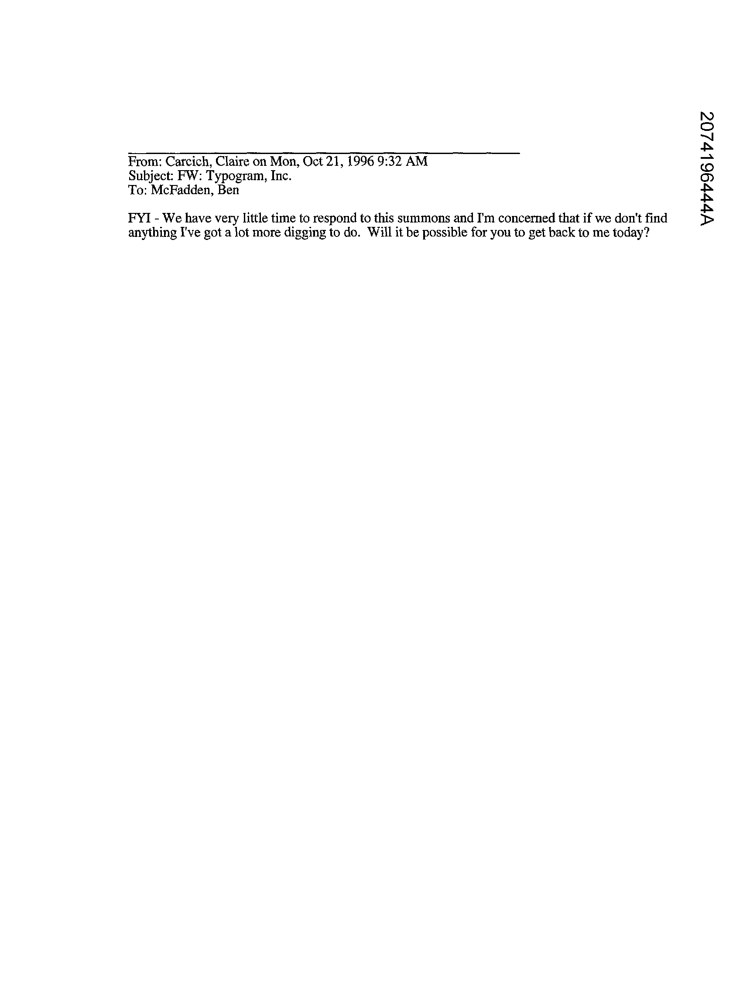 From: Carcich, Claire on Mon, Oct 21, 1996 9:32 AM
Subject: FW: Typogram, Inc.
To: McFadden, Ben
FYI - We have very little time to respond to this summons and I'm concerned that if we don't find
anything I've got a lot more digging to do.  Will it be possible for you to get back to me today?
2074196444A